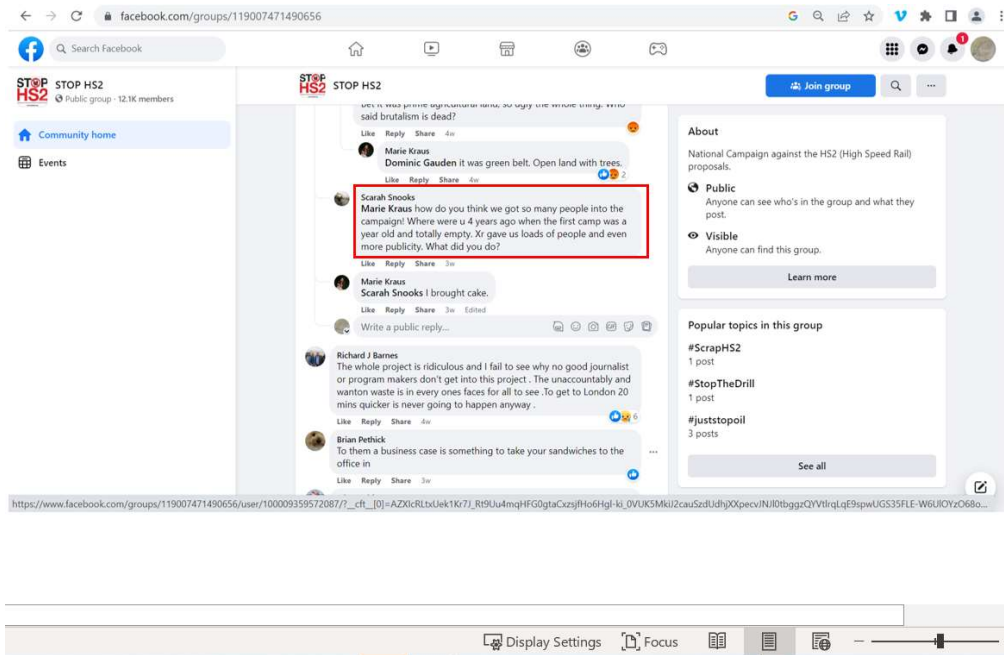 facebook.com/groups/119007471490656
Search Facebook
1
STOP HS2
STOP HS2
Public group · 12.1K members
Community home
Events
STOP HS2
STOP HS2
Join group
said brutalism is dead?
Like Reply Share 4w
Marie Kraus
Dominic Gauden it was green belt. Open land with trees.
2
Like Reply Share 4w
Scarah Snooks
Marie Kraus how do you think we got so many people into the
campaign! Where were u 4 years ago when the first camp was a
year old and totally empty. Xr gave us loads of people and even
more publicity. What did you do?
Like Reply Share 3w
Marie Kraus
Scarah Snooks I brought cake.
Like Reply Share 3w Edited
Write a public reply...
Richard J Barnes
The whole project is ridiculous and I fail to see why no good journalist
or program makers don't get into this project . The unaccountably and
wanton waste is in every ones faces for all to see .To get to London 20
mins quicker is never going to happen anyway .
6
Like Reply Share 4w
Brian Pethick
To them a business case is something to take your sandwiches to the
office in
Like Reply Share 3w
About
National Campaign against the HS2 (High Speed Rail)
proposals.
Public
Anyone can see who's in the group and what they
post.
Visible
Anyone can find this group.
Learn more
Popular topics in this group
#ScrapHS2
1 post
#StopTheDrill
1 post
#juststopoil
3 posts
See all
Display Settings
Focus